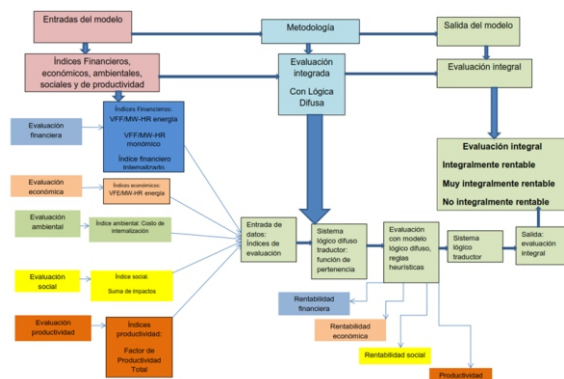 Entradas del modelo
Metodología
Salida del modelo
Índices Financieros,
económicos, ambientales,
sociales y de productividad
Evaluación
integrada
Con Lógica
Difusa
Evaluación integral
Índices Financieros:
VFF/MW-HR energía
VFF/MW-HR
monómico
Índice financiero
Internalizado
Evaluación
financiera
Evaluación integral
Integralmente rentable
Muy integralmente rentable
No integralmente rentable
Evaluación
económica
Índices económicos:
VFE/MW-HR energía
Evaluación
ambiental
Índice ambiental: Costo de
internalización
Entrada de
datos:
Índices de
evaluación
Sistema
lógico difuso
traductor:
función de
pertenencia
Evaluación
con modelo
lógico difuso,
reglas
heurísticas
Sistema
lógico
traductor
Salida:
evaluación
integral
Evaluación
social
Índice social.
Suma de impactos
Rentabilidad
financiera
Rentabilidad
económica
Evaluación
productividad
Índices
productividad:
Factor de
Productividad
Total
Rentabilidad social
Productividad